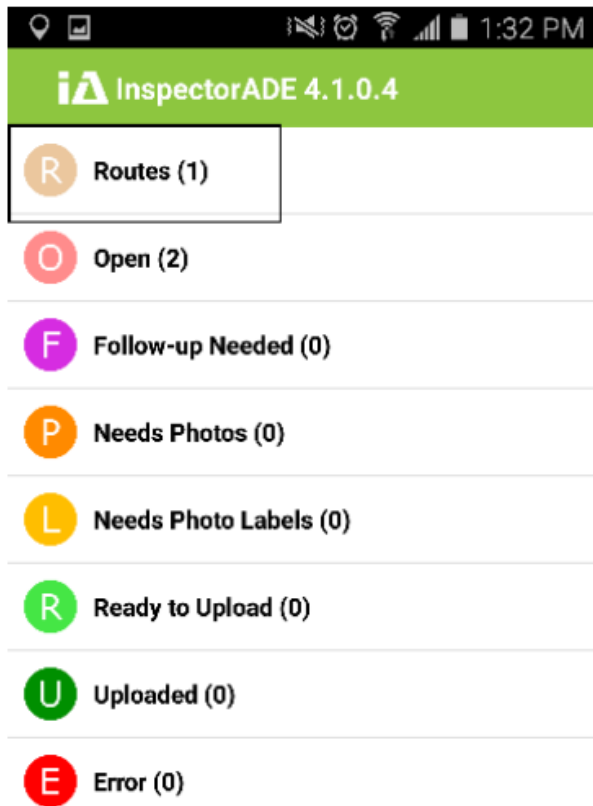 1:32 PM
iA InspectorADE 4.1.0.4
R Routes (1)
O Open (2)
F Follow-up Needed (0)
P Needs Photos (0)
L Needs Photo Labels (0)
R Ready to Upload (0)
U Uploaded (0)
E Error (0)